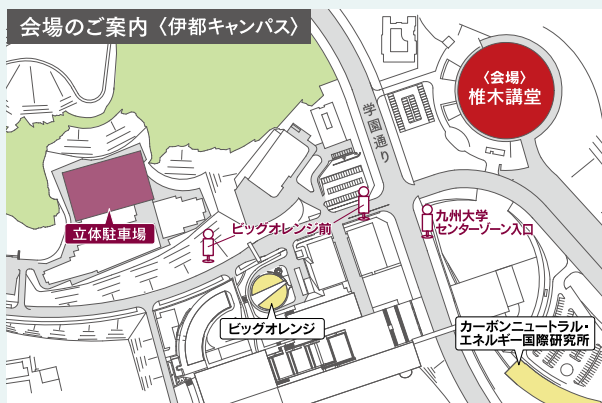 会場のご案内〈伊都キャンパス〉
〈会場〉
椎木講堂
学園通り
立体駐車場
ビッグオレンジ前
九州大学
センターゾーン入口
ビッグオレンジ
カーボンニュートラル・
エネルギー国際研究所